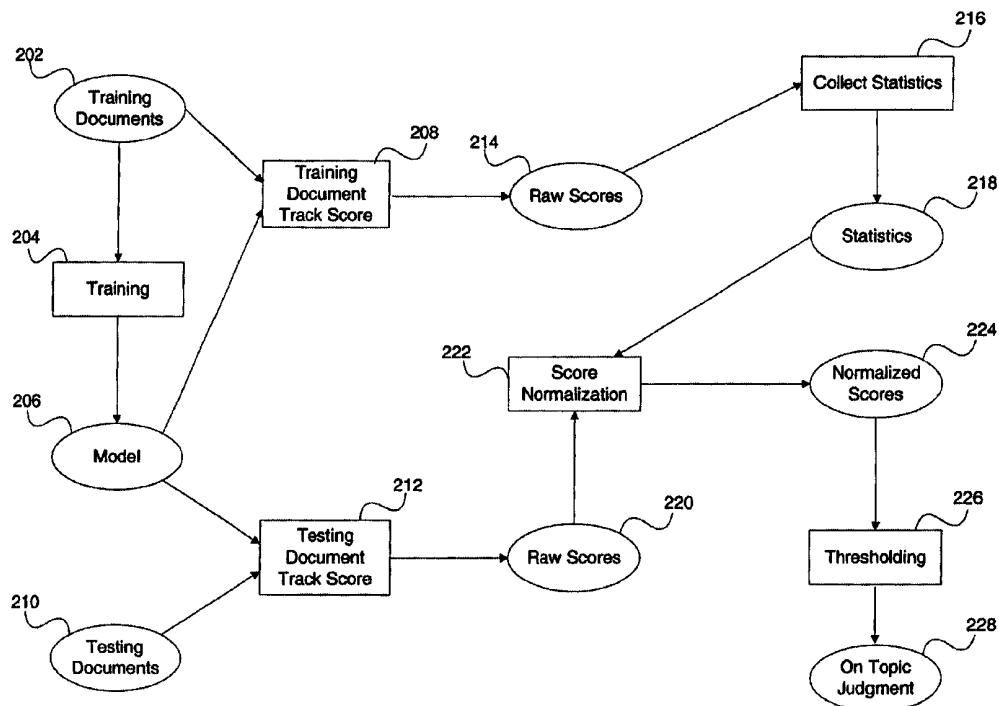 216
202
Collect Statistics
Training
Documents
208
214
Training
Document
Track Score
Raw Scores
218
204
Statistics
Training
224
222
Score
Normalization
Normalized
Scores
206
Model
212
220
226
Testing
Document
Track Score
Raw Scores
Thresholding
210
228
Testing
Documents
On Topic
Judgment